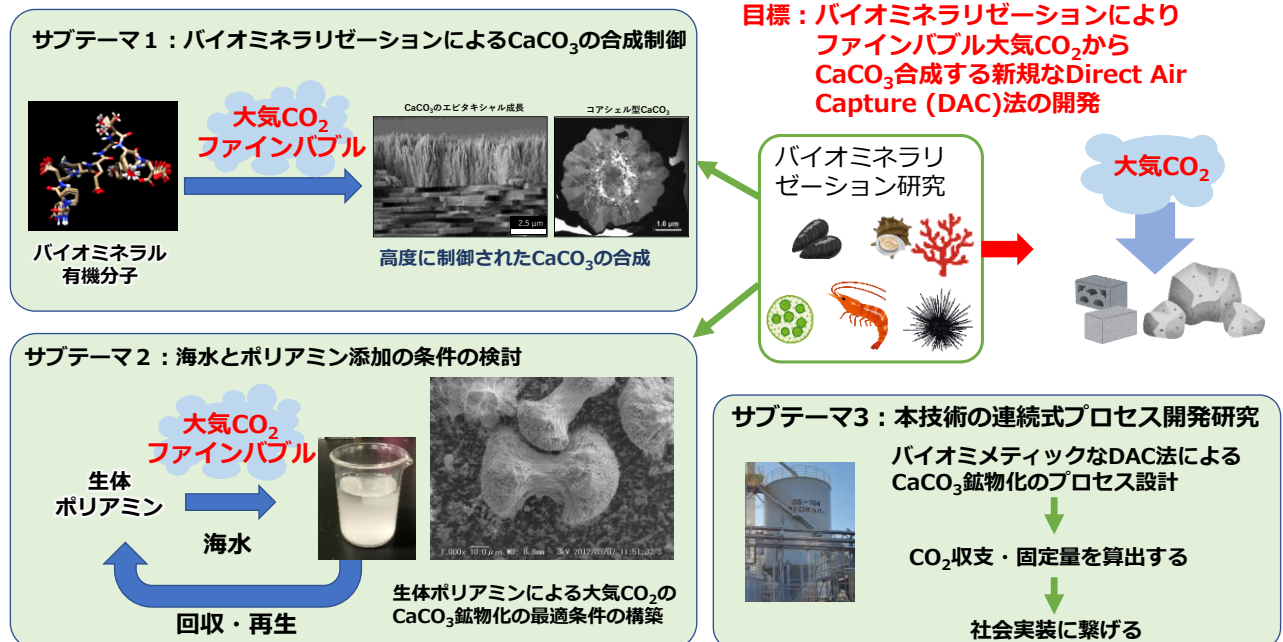 目標：バイオミネラリゼーションにより
ファインバブル大気CO₂から
CaCO₃合成する新規なDirect Air
Capture (DAC)法の開発
サブテーマ１：バイオミネラリゼーションによるCaCO₃の合成制御
大気CO₂
ファインバブル
バイオミネラル
有機分子
CaCO₃のエピタキシャル成長
コアシェル型CaCO₃
2.5 μm
1.0 μm
高度に制御されたCaCO₃の合成
バイオミネラリ
ゼーション研究
大気CO₂
サブテーマ２：海水とポリアミン添加の条件の検討
大気CO₂
ファインバブル
生体
ポリアミン
海水
回収・再生
生体ポリアミンによる大気CO₂の
CaCO₃鉱物化の最適条件の構築
サブテーマ3：本技術の連続式プロセス開発研究
バイオミメティックなDAC法による
CaCO₃鉱物化のプロセス設計
CO₂収支・固定量を算出する
社会実装に繋げる